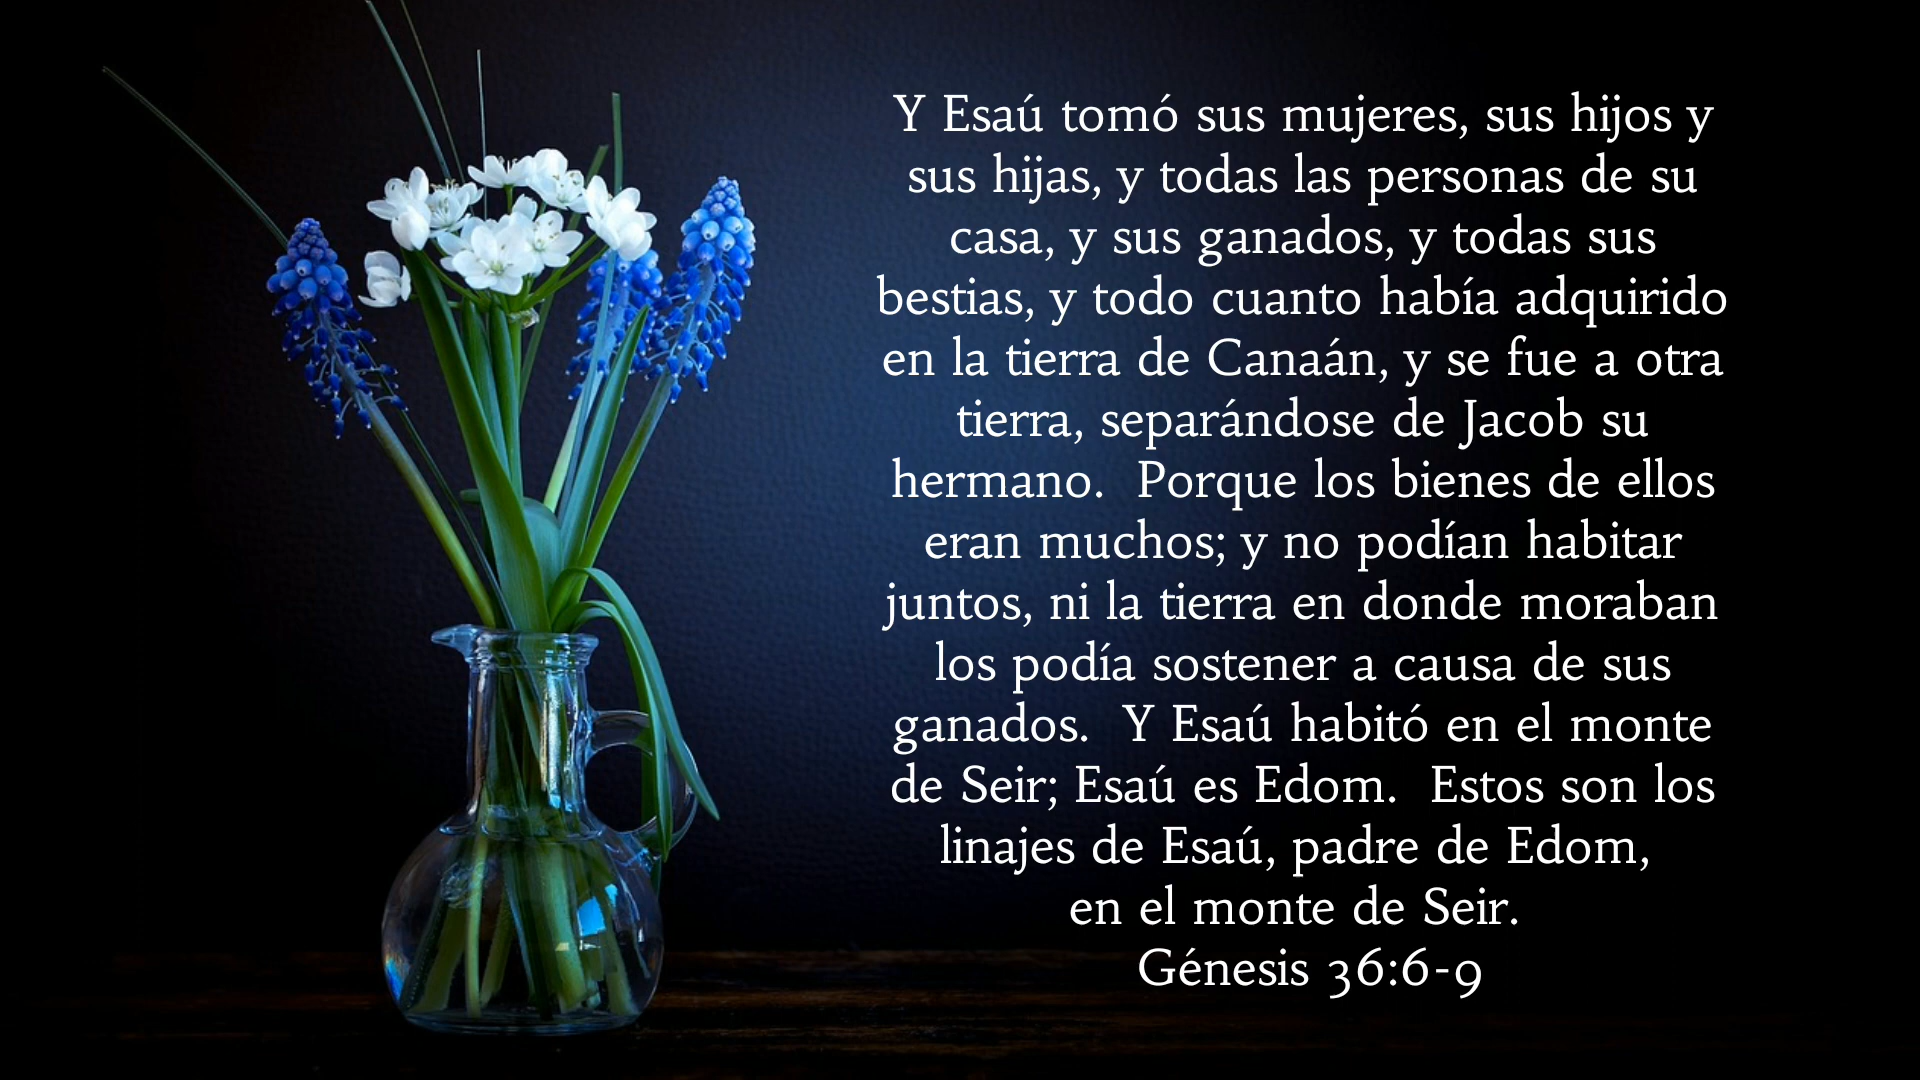 Y Esaú tomó sus mujeres, sus hijos y
sus hijas, y todas las personas de su
casa, y sus ganados, y todas sus
bestias, y todo cuanto había adquirido
en la tierra de Canaán, y se fue a otra
tierra, separándose de Jacob su
hermano.  Porque los bienes de ellos
eran muchos; y no podían habitar
juntos, ni la tierra en donde moraban
los podía sostener a causa de sus
ganados.  Y Esaú habitó en el monte
de Seir; Esaú es Edom.  Estos son los
linajes de Esaú, padre de Edom,
en el monte de Seir.
Génesis 36:6-9